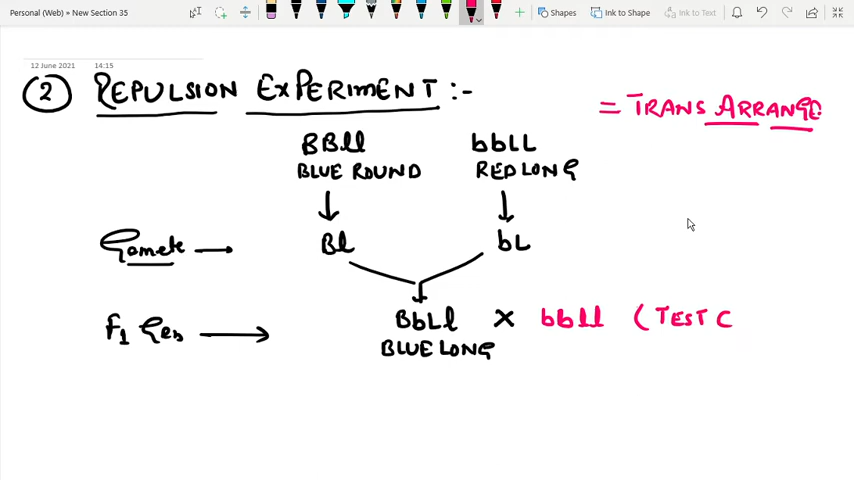 Personal (Web) » New Section 35
Shapes
Ink to Shape
Ink to Text
12 June 2021 14:15
2 REPULSION EXPERIMENT :-
= TRANS ARRANGE.
BBll bbLL
BLUE ROUND RED LONG
Gamete → Bl bL
F1 Gen → BbLl × bbll (TEST C
BLUE LONG